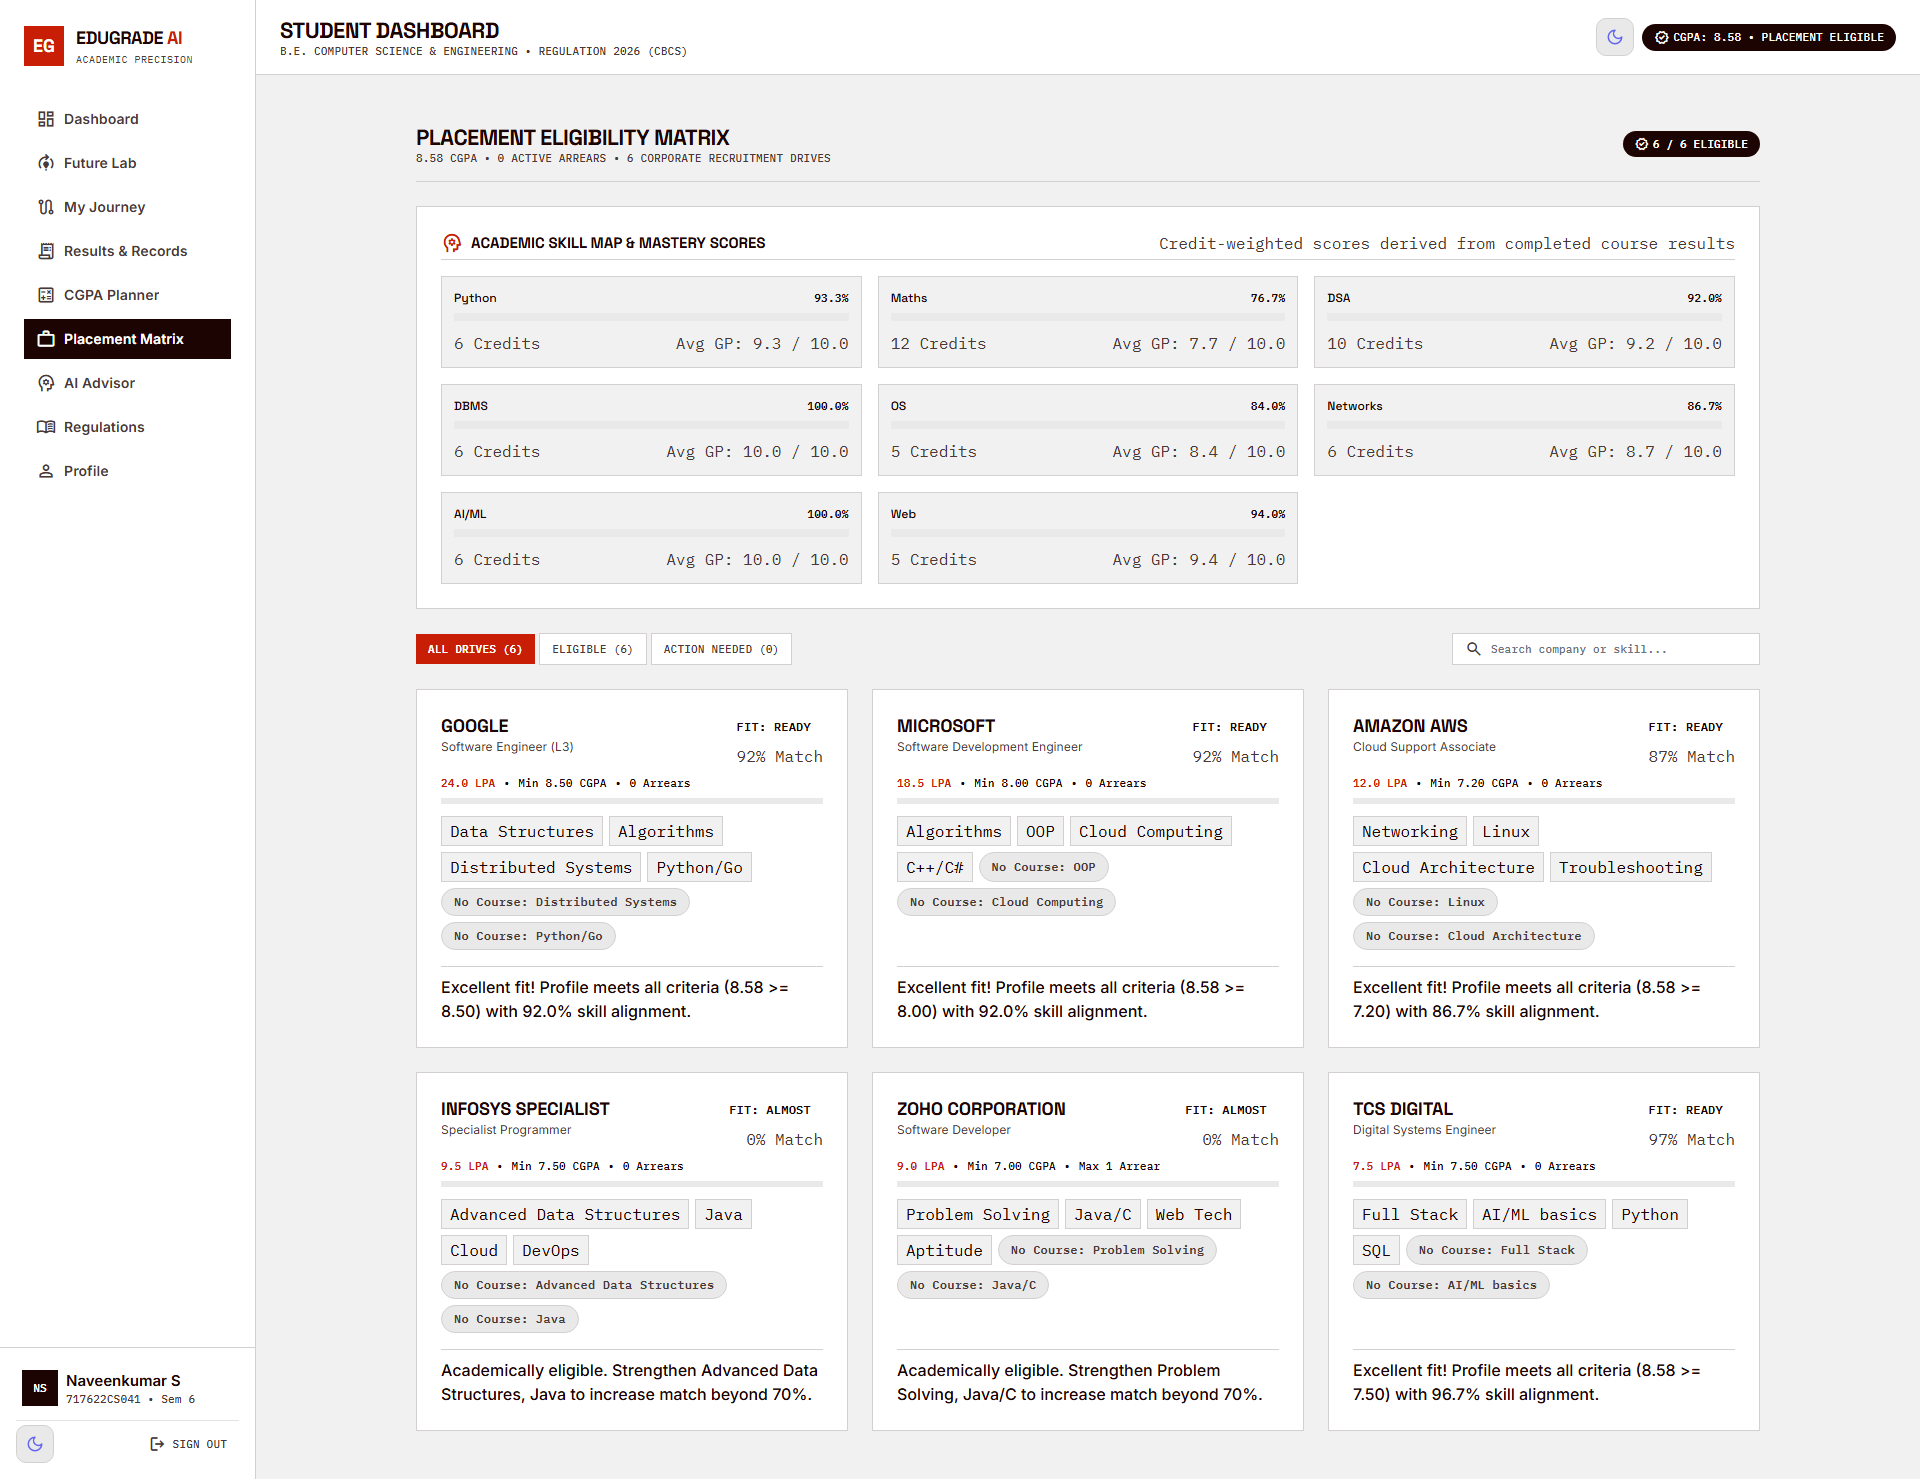 EG
EDUGRADE AI
ACADEMIC PRECISION
Dashboard
Future Lab
My Journey
Results & Records
CGPA Planner
Placement Matrix
AI Advisor
Regulations
Profile
NS
Naveenkumar S
717622CS041 • Sem 6
SIGN OUT
STUDENT DASHBOARD
B.E. COMPUTER SCIENCE & ENGINEERING • REGULATION 2026 (CBCS)
CGPA: 8.58 • PLACEMENT ELIGIBLE
PLACEMENT ELIGIBILITY MATRIX
8.58 CGPA • 0 ACTIVE ARREARS • 6 CORPORATE RECRUITMENT DRIVES
6 / 6 ELIGIBLE
ACADEMIC SKILL MAP & MASTERY SCORES
Credit-weighted scores derived from completed course results
Python 93.3%
6 Credits Avg GP: 9.3 / 10.0
Maths 76.7%
12 Credits Avg GP: 7.7 / 10.0
DSA 92.0%
10 Credits Avg GP: 9.2 / 10.0
DBMS 100.0%
6 Credits Avg GP: 10.0 / 10.0
OS 84.0%
5 Credits Avg GP: 8.4 / 10.0
Networks 86.7%
6 Credits Avg GP: 8.7 / 10.0
AI/ML 100.0%
6 Credits Avg GP: 10.0 / 10.0
Web 94.0%
5 Credits Avg GP: 9.4 / 10.0
ALL DRIVES (6)
ELIGIBLE (6)
ACTION NEEDED (0)
Search company or skill...
GOOGLE
Software Engineer (L3)
FIT: READY
92% Match
24.0 LPA • Min 8.50 CGPA • 0 Arrears
Data Structures Algorithms
Distributed Systems Python/Go
No Course: Distributed Systems
No Course: Python/Go
Excellent fit! Profile meets all criteria (8.58 >=
8.50) with 92.0% skill alignment.
MICROSOFT
Software Development Engineer
FIT: READY
92% Match
18.5 LPA • Min 8.00 CGPA • 0 Arrears
Algorithms OOP Cloud Computing
C++/C# No Course: OOP
No Course: Cloud Computing
Excellent fit! Profile meets all criteria (8.58 >=
8.00) with 92.0% skill alignment.
AMAZON AWS
Cloud Support Associate
FIT: READY
87% Match
12.0 LPA • Min 7.20 CGPA • 0 Arrears
Networking Linux
Cloud Architecture Troubleshooting
No Course: Linux
No Course: Cloud Architecture
Excellent fit! Profile meets all criteria (8.58 >=
7.20) with 86.7% skill alignment.
INFOSYS SPECIALIST
Specialist Programmer
FIT: ALMOST
0% Match
9.5 LPA • Min 7.50 CGPA • 0 Arrears
Advanced Data Structures Java
Cloud DevOps
No Course: Advanced Data Structures
No Course: Java
Academically eligible. Strengthen Advanced Data
Structures, Java to increase match beyond 70%.
ZOHO CORPORATION
Software Developer
FIT: ALMOST
0% Match
9.0 LPA • Min 7.00 CGPA • Max 1 Arrear
Problem Solving Java/C Web Tech
Aptitude No Course: Problem Solving
No Course: Java/C
Academically eligible. Strengthen Problem
Solving, Java/C to increase match beyond 70%.
TCS DIGITAL
Digital Systems Engineer
FIT: READY
97% Match
7.5 LPA • Min 7.50 CGPA • 0 Arrears
Full Stack AI/ML basics Python
SQL No Course: Full Stack
No Course: AI/ML basics
Excellent fit! Profile meets all criteria (8.58 >=
7.50) with 96.7% skill alignment.